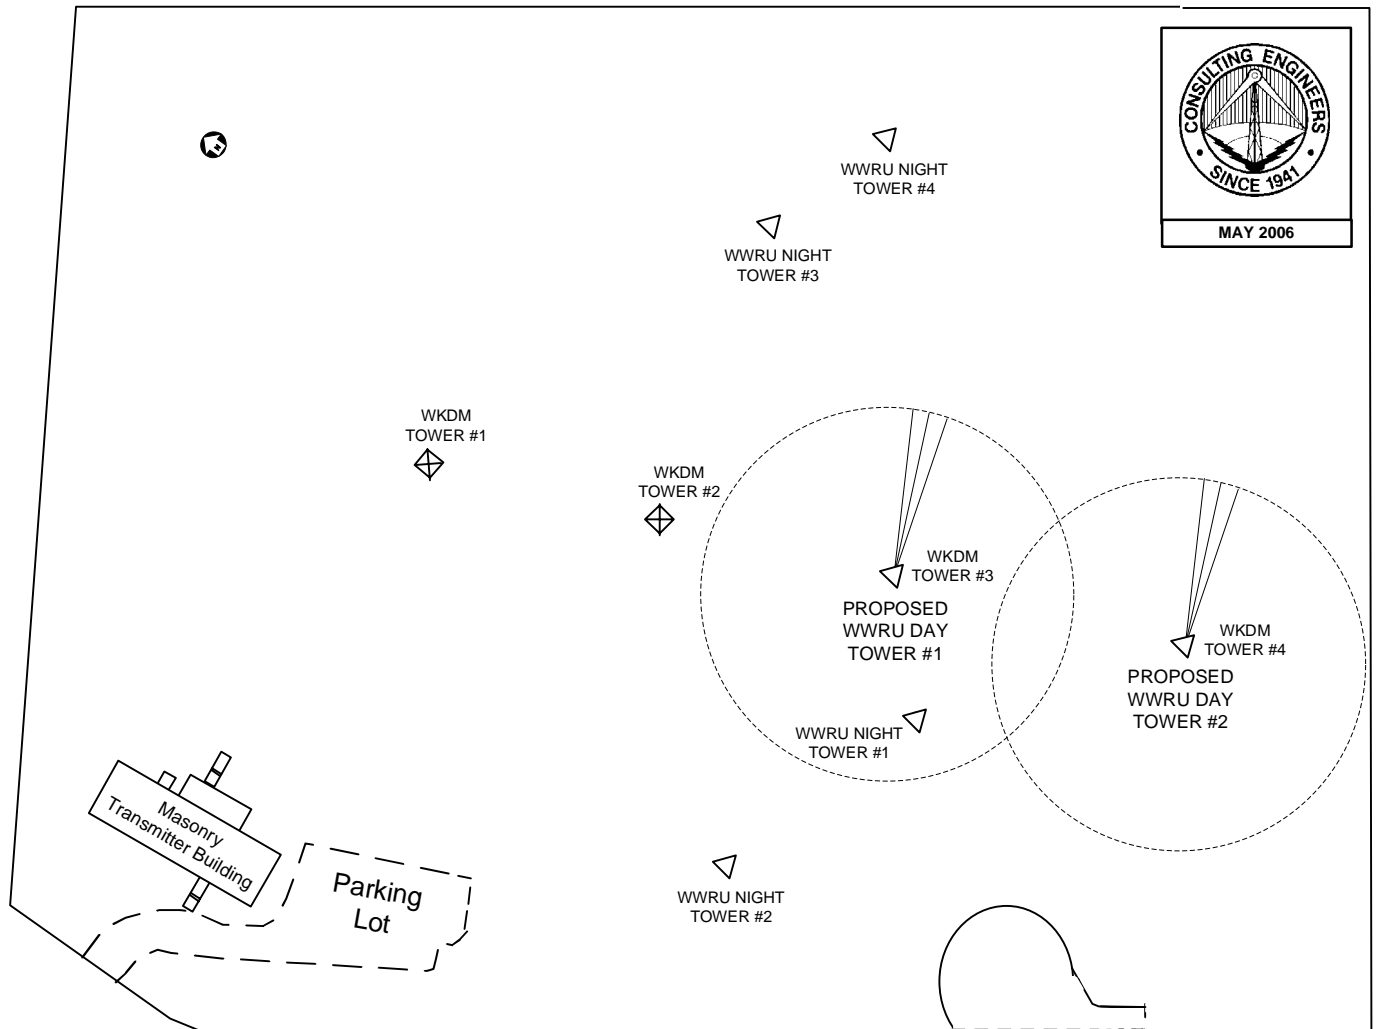 CONSULTING ENGINEERS
SINCE 1941
MAY 2006
N
WWRU NIGHT
TOWER #4
WWRU NIGHT
TOWER #3
WKDM
TOWER #1
WKDM
TOWER #2
WKDM
TOWER #3
PROPOSED
WWRU DAY
TOWER #1
WKDM
TOWER #4
PROPOSED
WWRU DAY
TOWER #2
WWRU NIGHT
TOWER #1
Masonry
Transmitter Building
Parking
Lot
WWRU NIGHT
TOWER #2